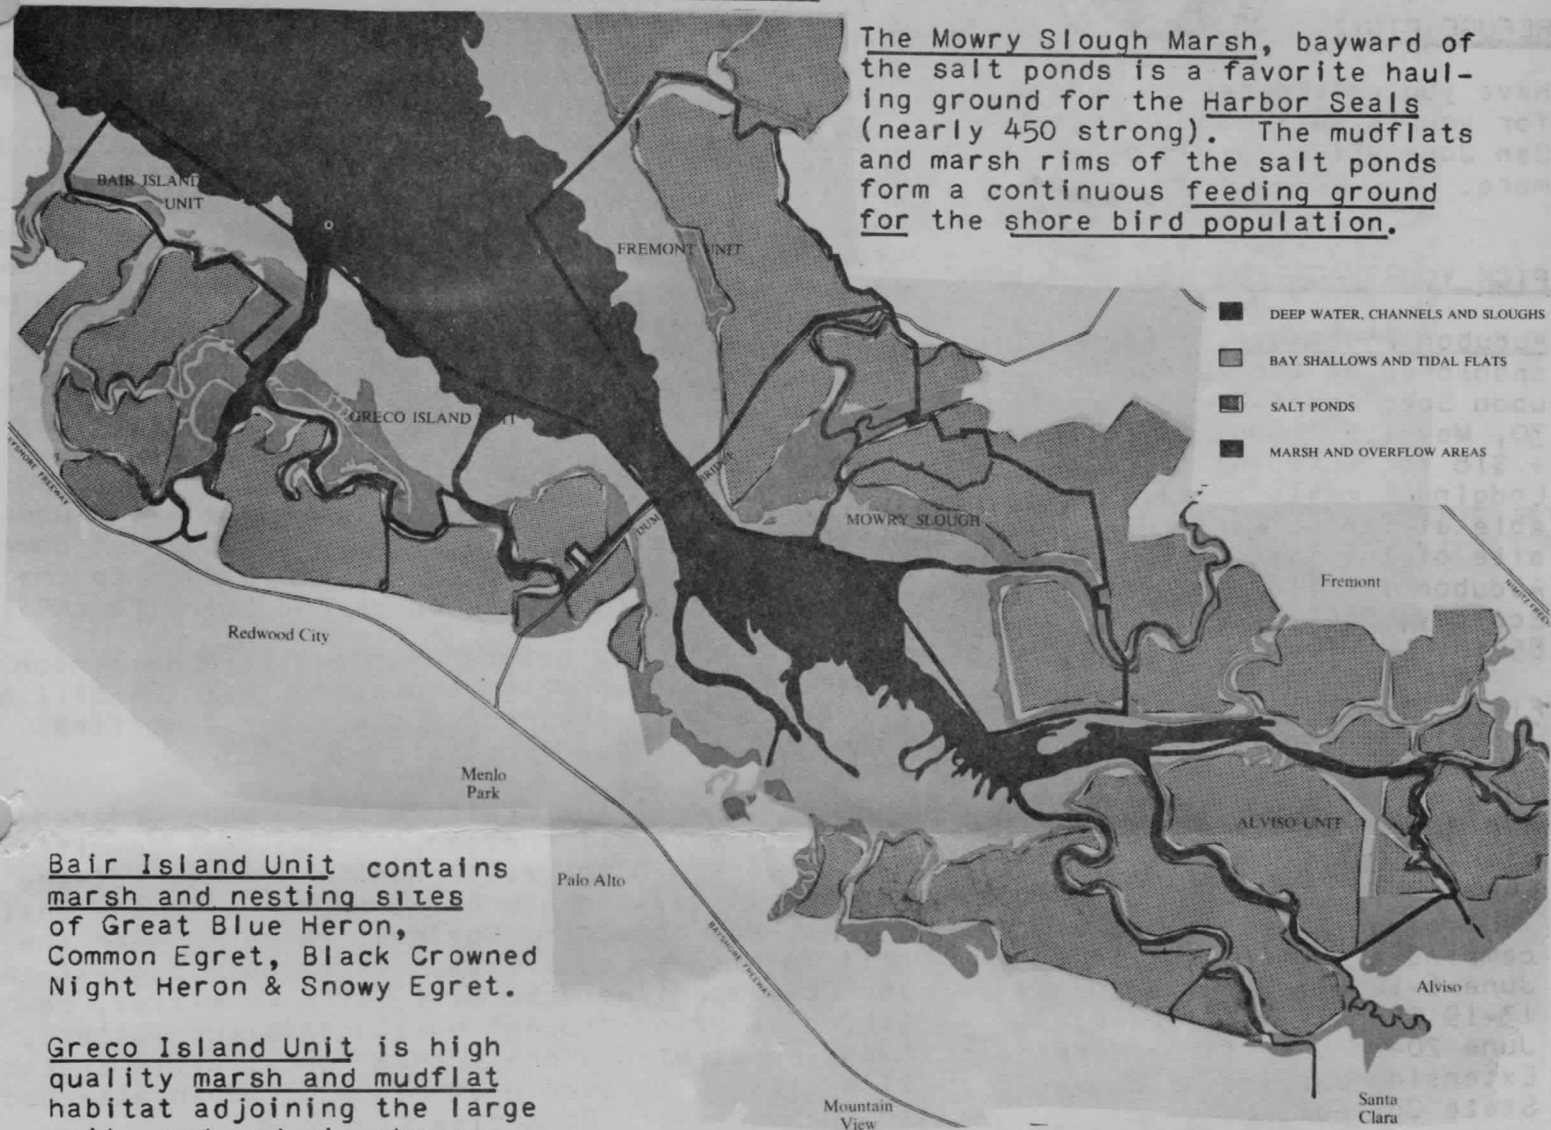 The Mowry Slough Marsh, bayward of
the salt ponds is a favorite haul-
ing ground for the Harbor Seals
(nearly 450 strong). The mudflats
and marsh rims of the salt ponds
form a continuous feeding ground
for the shore bird population.
DEEP WATER, CHANNELS AND SLOUGHS
BAY SHALLOWS AND TIDAL FLATS
SALT PONDS
MARSH AND OVERFLOW AREAS
BAIR ISLAND
UNIT
FREMONT UNIT
GRECO ISLAND
BRIDGE
MOWRY SLOUGH
Fremont
Redwood City
Menlo
Park
ALVISO UNIT
Palo Alto
BAYSHORE FREEWAY
Alviso
Mountain
View
Santa
Clara
Bair Island Unit contains
marsh and nesting sites
of Great Blue Heron,
Common Egret, Black Crowned
Night Heron & Snowy Egret.
Greco Island Unit is high
quality marsh and mudflat
habitat adjoining the large